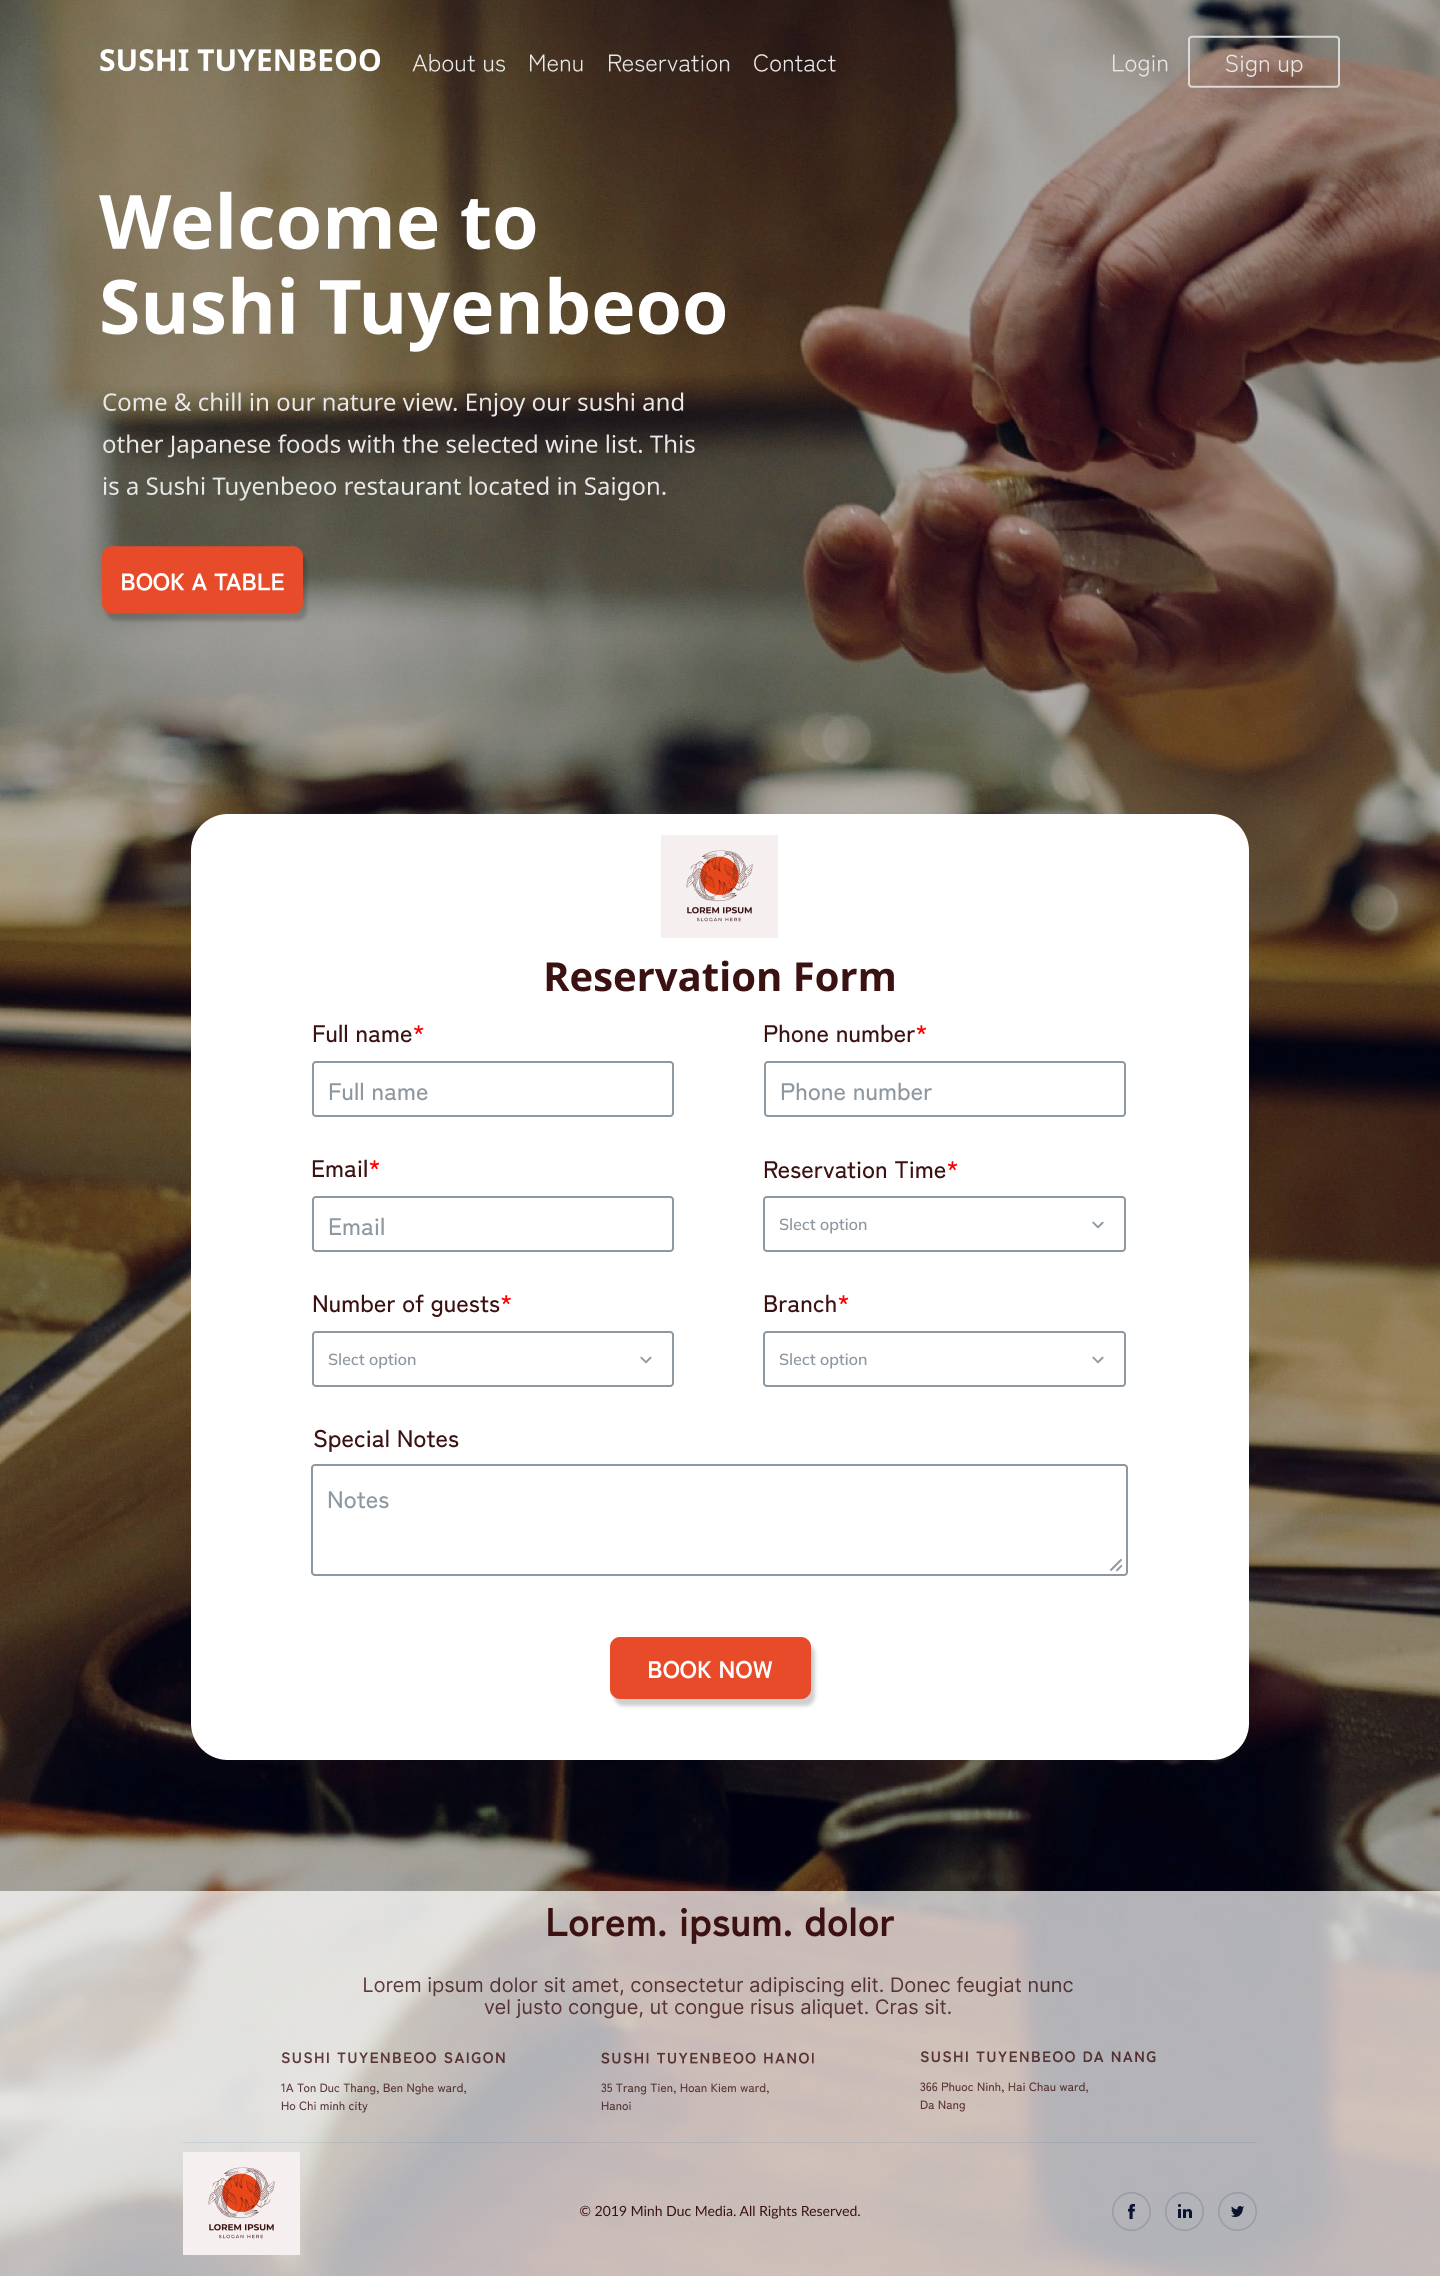 SUSHI TUYENBEOO About us Menu Reservation Contact Login Sign up
Welcome to
Sushi Tuyenbeoo
Come & chill in our nature view. Enjoy our sushi and
other Japanese foods with the selected wine list. This
is a Sushi Tuyenbeoo restaurant located in Saigon.
BOOK A TABLE
LOREM IPSUM
SLOGAN HERE
Reservation Form
Full name* Phone number*
Full name Phone number
Email* Reservation Time*
Email Slect option
Number of guests* Branch*
Slect option Slect option
Special Notes
Notes
BOOK NOW
Lorem. ipsum. dolor
Lorem ipsum dolor sit amet, consectetur adipiscing elit. Donec feugiat nunc
vel justo congue, ut congue risus aliquet. Cras sit.
SUSHI TUYENBEOO SAIGON SUSHI TUYENBEOO HANOI SUSHI TUYENBEOO DA NANG
1A Ton Duc Thang, Ben Nghe ward, 35 Trang Tien, Hoan Kiem ward, 366 Phuoc Ninh, Hai Chau ward,
Ho Chi minh city Hanoi Da Nang
LOREM IPSUM
SLOGAN HERE
© 2019 Minh Duc Media. All Rights Reserved.